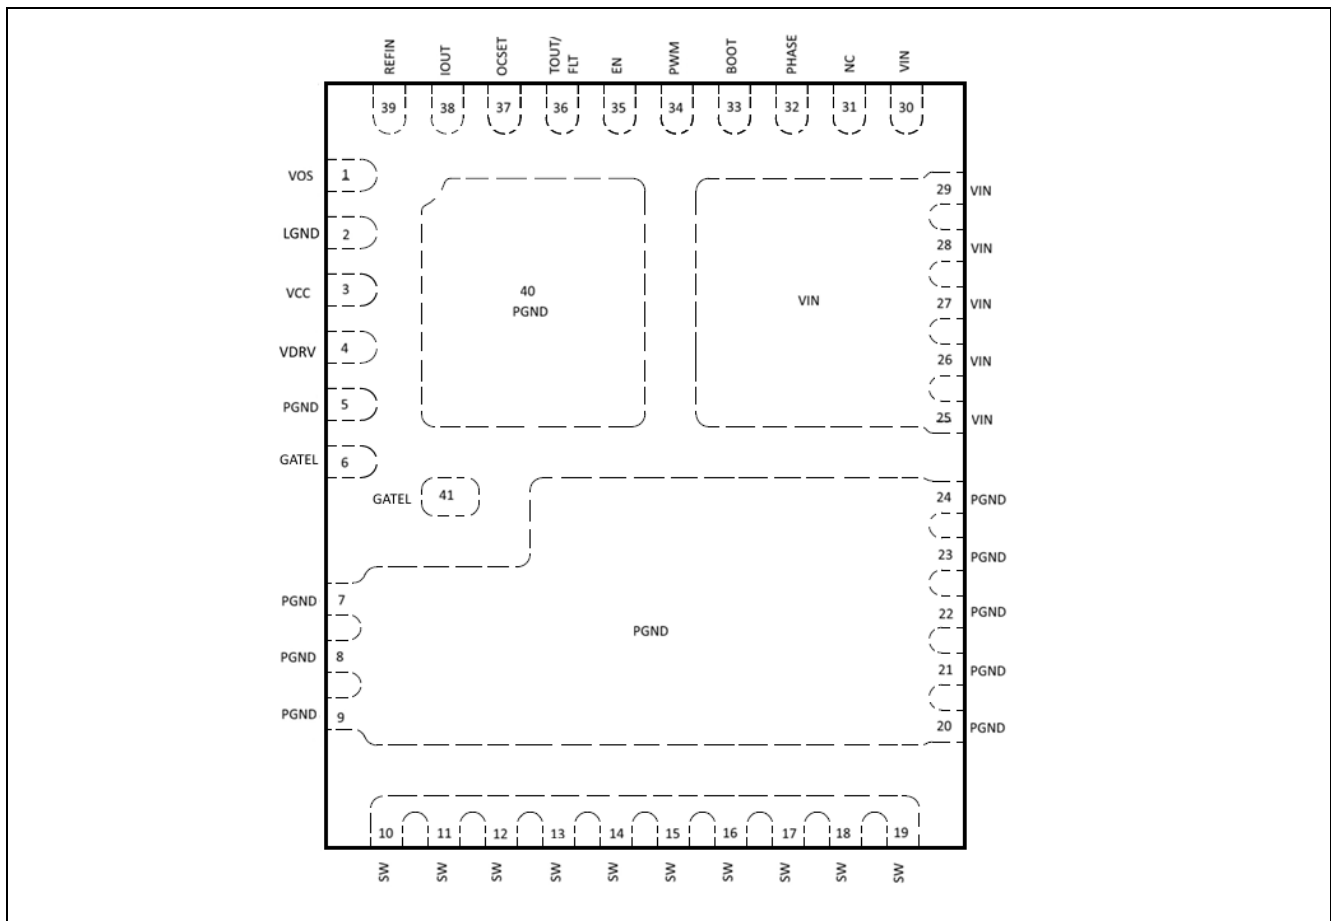 REFIN
IOUT
OCSET
TOUT/
FLT
EN
PWM
BOOT
PHASE
NC
VIN
39
38
37
36
35
34
33
32
31
30
VOS
1
LGND
2
VCC
3
VDRV
4
PGND
5
GATEL
6
40
PGND
VIN
29 VIN
28 VIN
27 VIN
26 VIN
25 VIN
GATEL
41
24 PGND
23 PGND
22 PGND
21 PGND
20 PGND
PGND 7
PGND 8
PGND 9
PGND
10
11
12
13
14
15
16
17
18
19
SW
SW
SW
SW
SW
SW
SW
SW
SW
SW